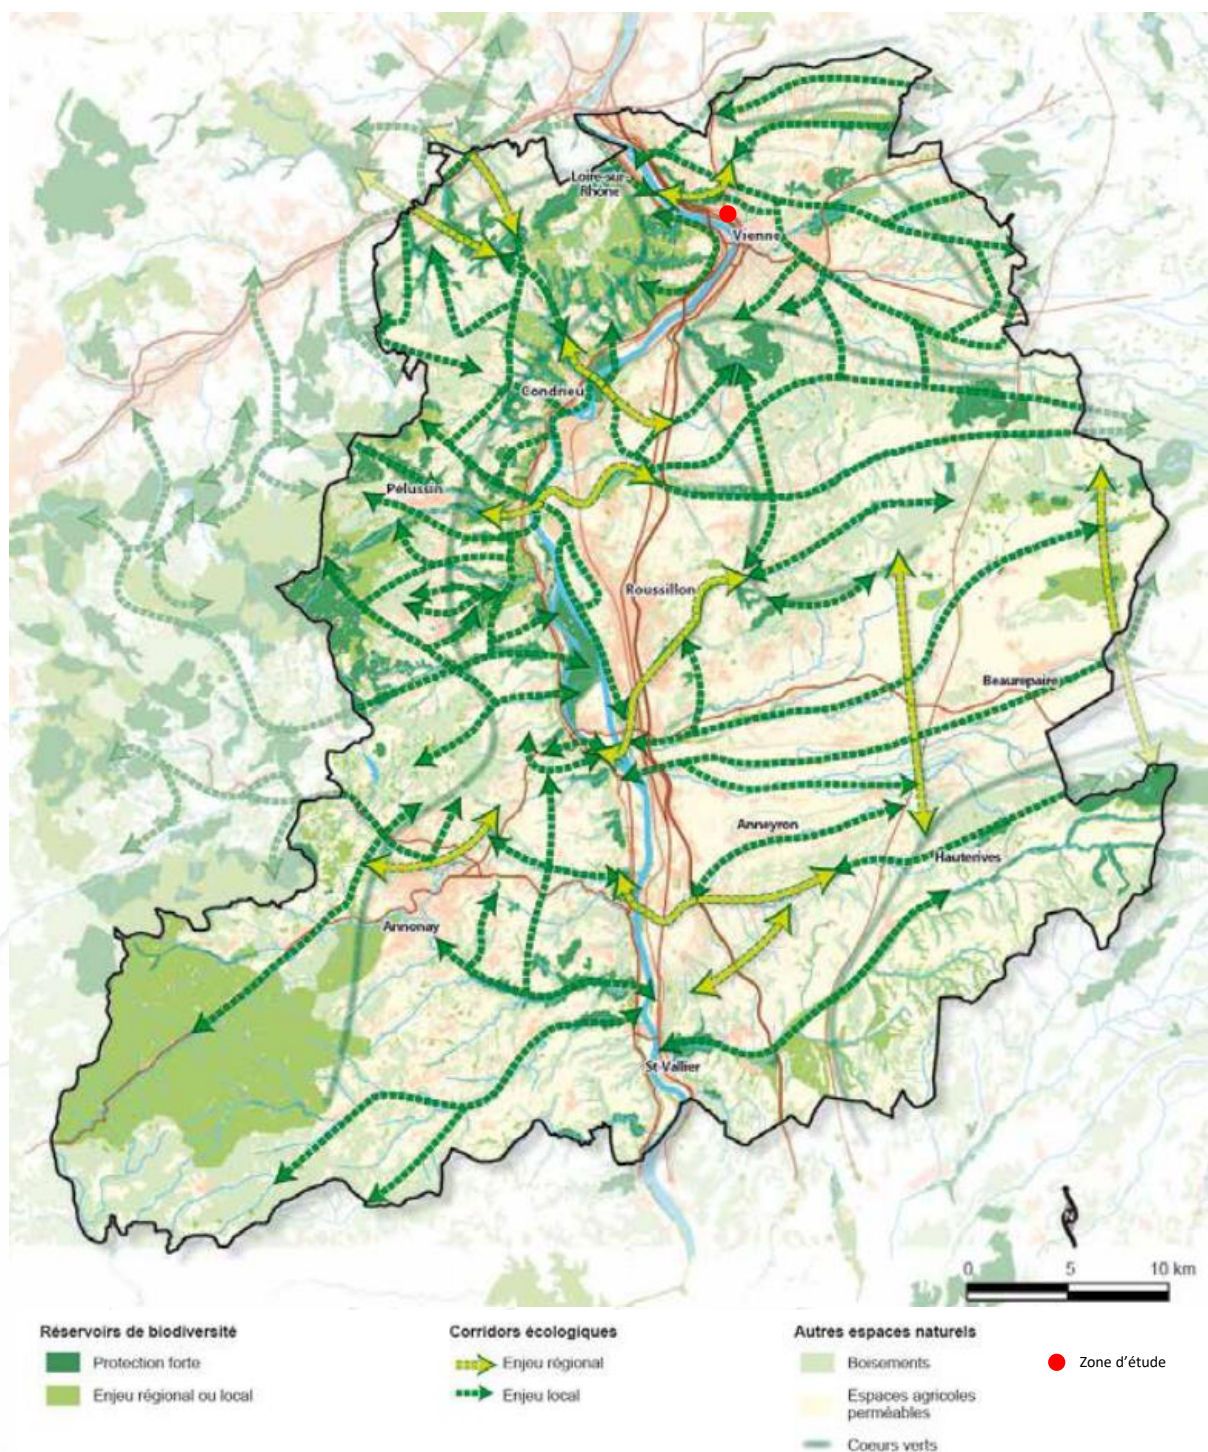 Loire-sur-
Rhône
Vienne
Condrieu
Pélussin
Roussillon
Beaurepaire
Anneyron
Hauterives
Annonay
St-Vallier
N
0 5 10 km
Réservoirs de biodiversité
Protection forte
Enjeu régional ou local
Corridors écologiques
Enjeu régional
Enjeu local
Autres espaces naturels
Boisements
Espaces agricoles
perméables
Coeurs verts
Zone d'étude